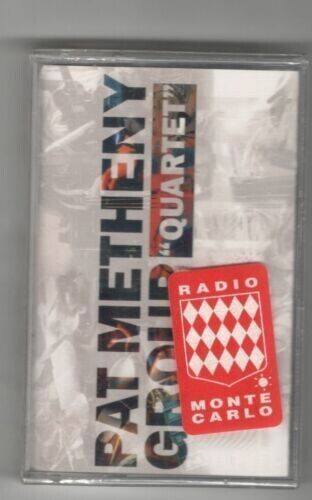 PAT METHENY
GROUP "QUARTET"
RADIO
MONTE
CARLO